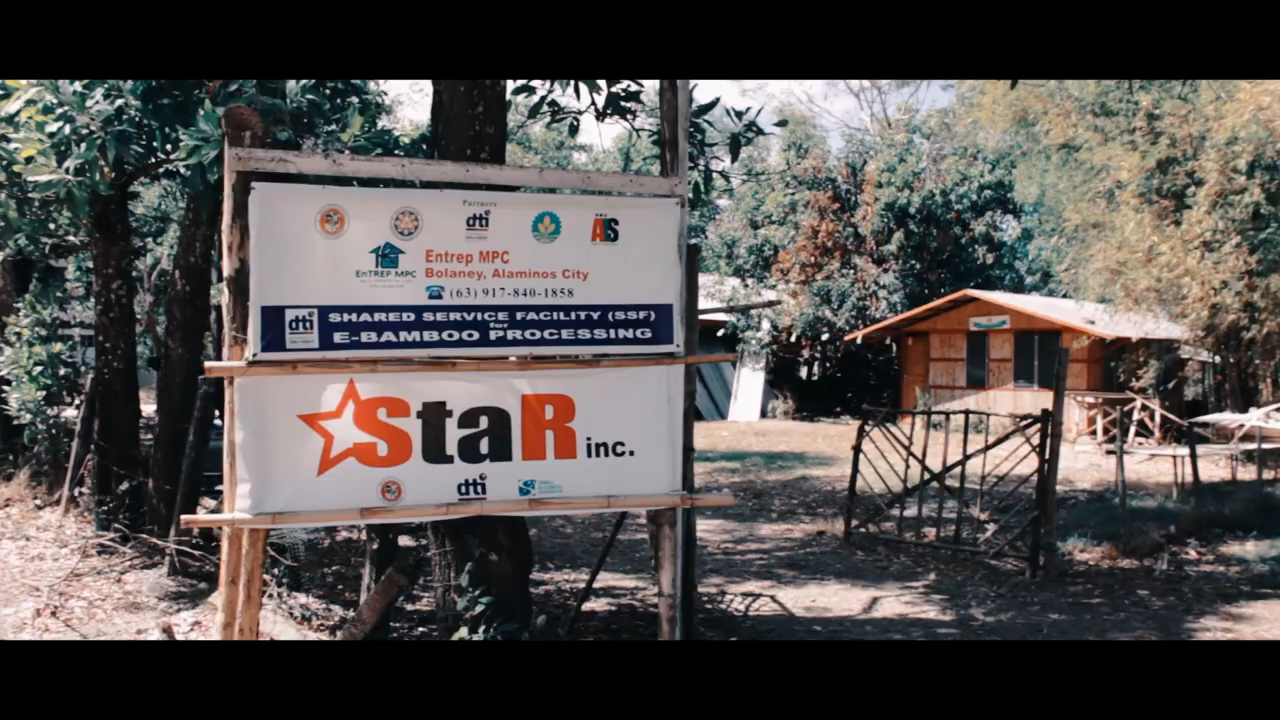 Partners
dti
ATS
EnTREP MPC
Entrep MPC
Bolaney, Alaminos City
(63) 917-840-1858
dti
SHARED SERVICE FACILITY (SSF)
for
E-BAMBOO PROCESSING
StaR inc.
dti